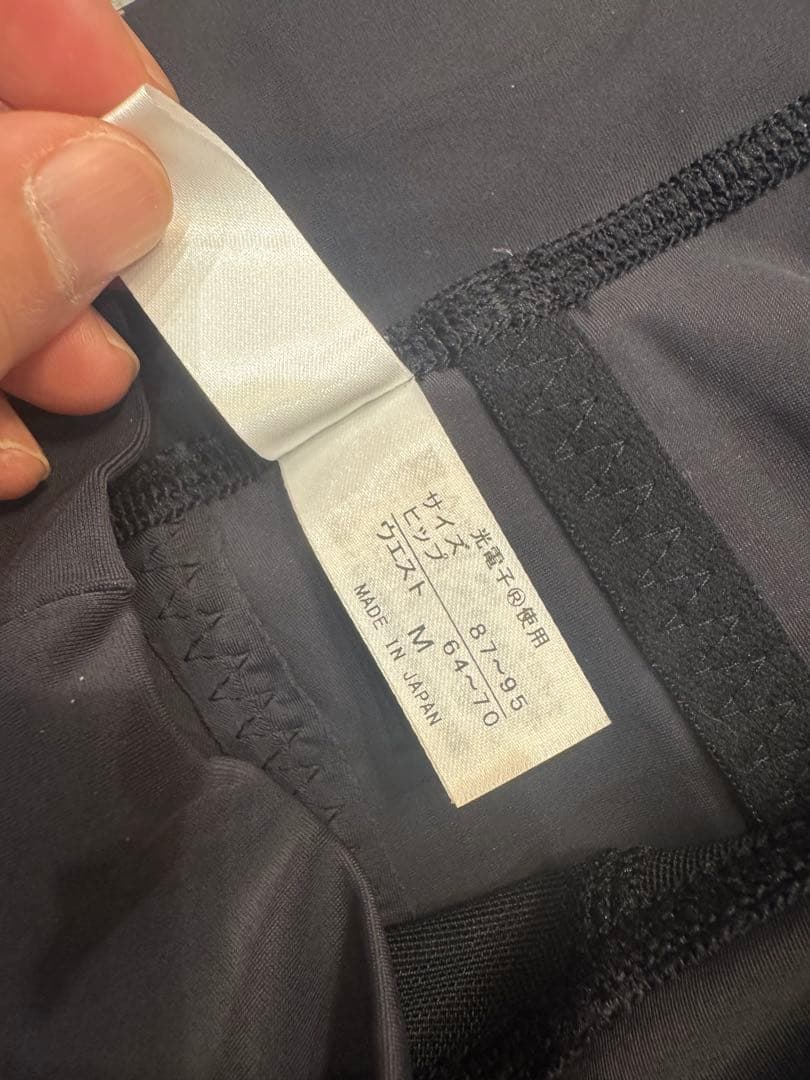 光電子®使用
サイズ
ヒップ 87~95
ウエスト 64~70
M
MADE IN JAPAN